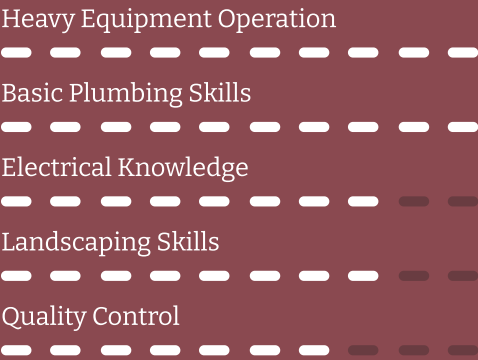 Heavy Equipment Operation
Basic Plumbing Skills
Electrical Knowledge
Landscaping Skills
Quality Control